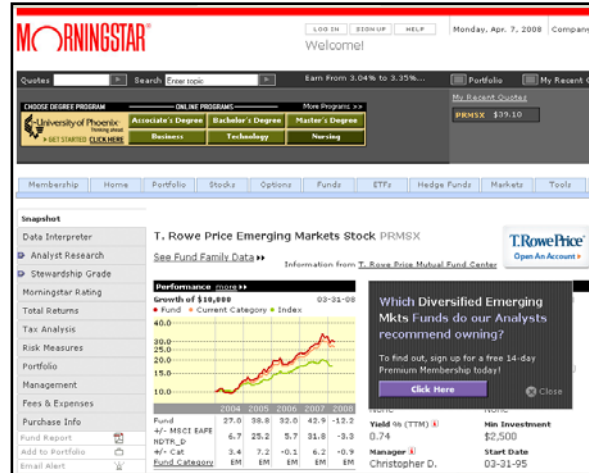 MORNINGSTAR®
LOG IN SIGN UP HELP Monday, Apr. 7, 2008 Company
Welcome!
Quotes Search Enter topic Earn From 3.04% to 3.35%... Portfolio My Recent
My Recent Quotes
PRMSX $39.10
CHOOSE DEGREE PROGRAM ONLINE PROGRAMS More Programs >>
University of Phoenix Associate's Degree Bachelor's Degree Master's Degree
Thinking ahead.
GET STARTED CLICK HERE Business Technology Nursing
Membership Home Portfolio Stocks Options Funds ETFs Hedge Funds Markets Tools
Snapshot
Data Interpreter
Analyst Research
Stewardship Grade
Morningstar Rating
Total Returns
Tax Analysis
Risk Measures
Portfolio
Management
Fees & Expenses
Purchase Info
Fund Report
Add to Portfolio
Email Alert
T. Rowe Price Emerging Markets Stock PRMSX
See Fund Family Data
Information from T. Rowe Price Mutual Fund Center
T.RowePrice
Open An Account
Performance more
Growth of $10,000 03-31-08
Fund Current Category Index
40.0
30.0
25.0
20.0
15.0
10.0
2004 2005 2006 2007 2008
Fund 27.0 38.8 32.0 42.9 -12.2
+/- MSCI EAFE NDTR_D 6.7 25.2 5.7 31.8 -3.3
+/- Cat 3.4 7.2 -0.1 6.2 -0.9
Fund Category EM EM EM EM EM
Which Diversified Emerging
Mkts Funds do our Analysts
recommend owning?
To find out, sign up for a free 14-day
Premium Membership today!
Click Here Close
None None
Yield % (TTM) Min Investment
0.74 $2,500
Manager Start Date
Christopher D. 03-31-95